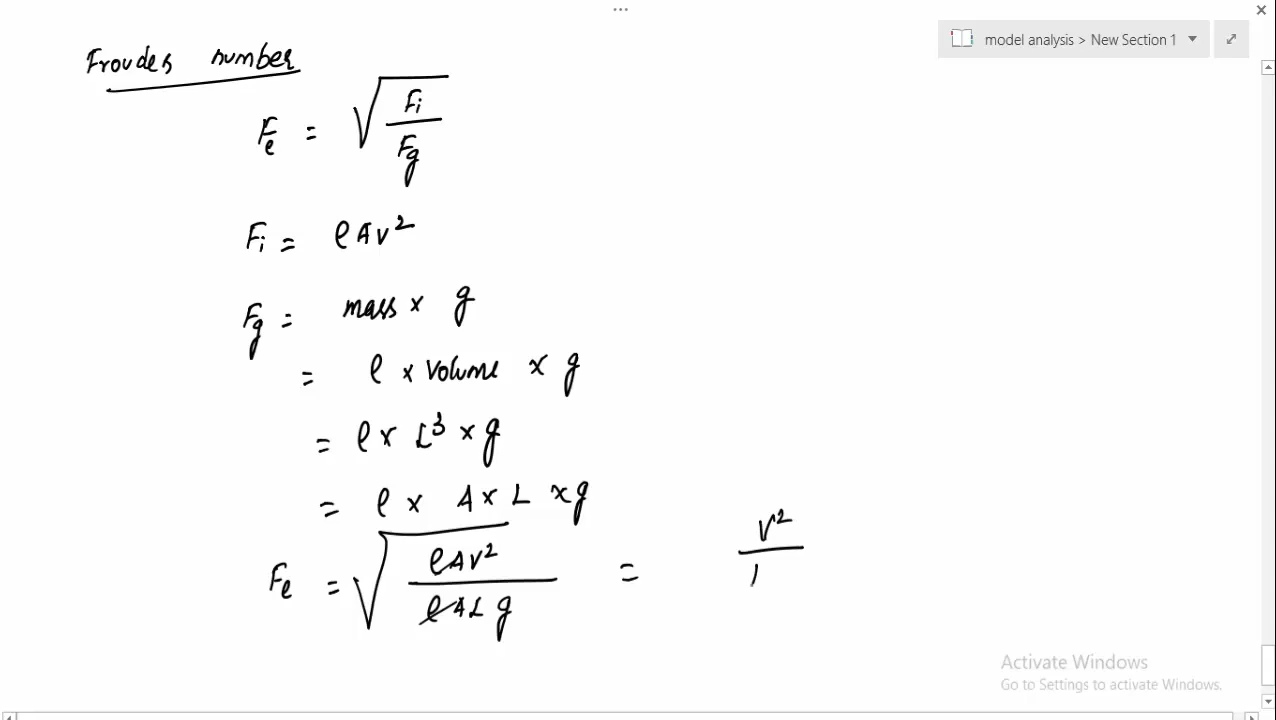 model analysis > New Section 1
Froudes number
Fe = √(Fi / Fg)
Fi = ρAV²
Fg = mass × g
= ρ × volume × g
= ρ × L³ × g
= ρ × A × L × g
Fe = √(ρAV² / ρALg) = V² /
Activate Windows
Go to Settings to activate Windows.